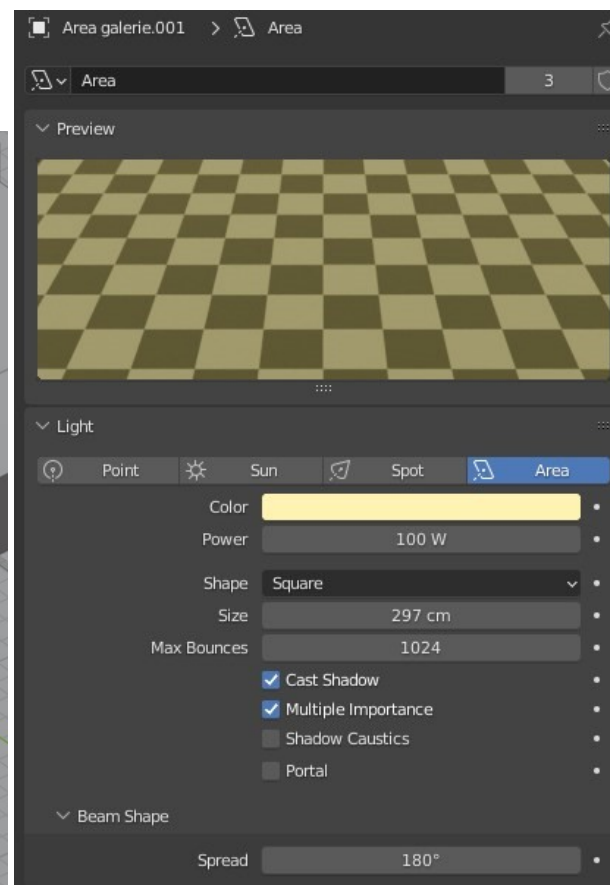 Area galerie.001 > Area
Area 3
Preview
Light
Point Sun Spot Area
Color
Power 100 W
Shape Square
Size 297 cm
Max Bounces 1024
Cast Shadow
Multiple Importance
Shadow Caustics
Portal
Beam Shape
Spread 180°